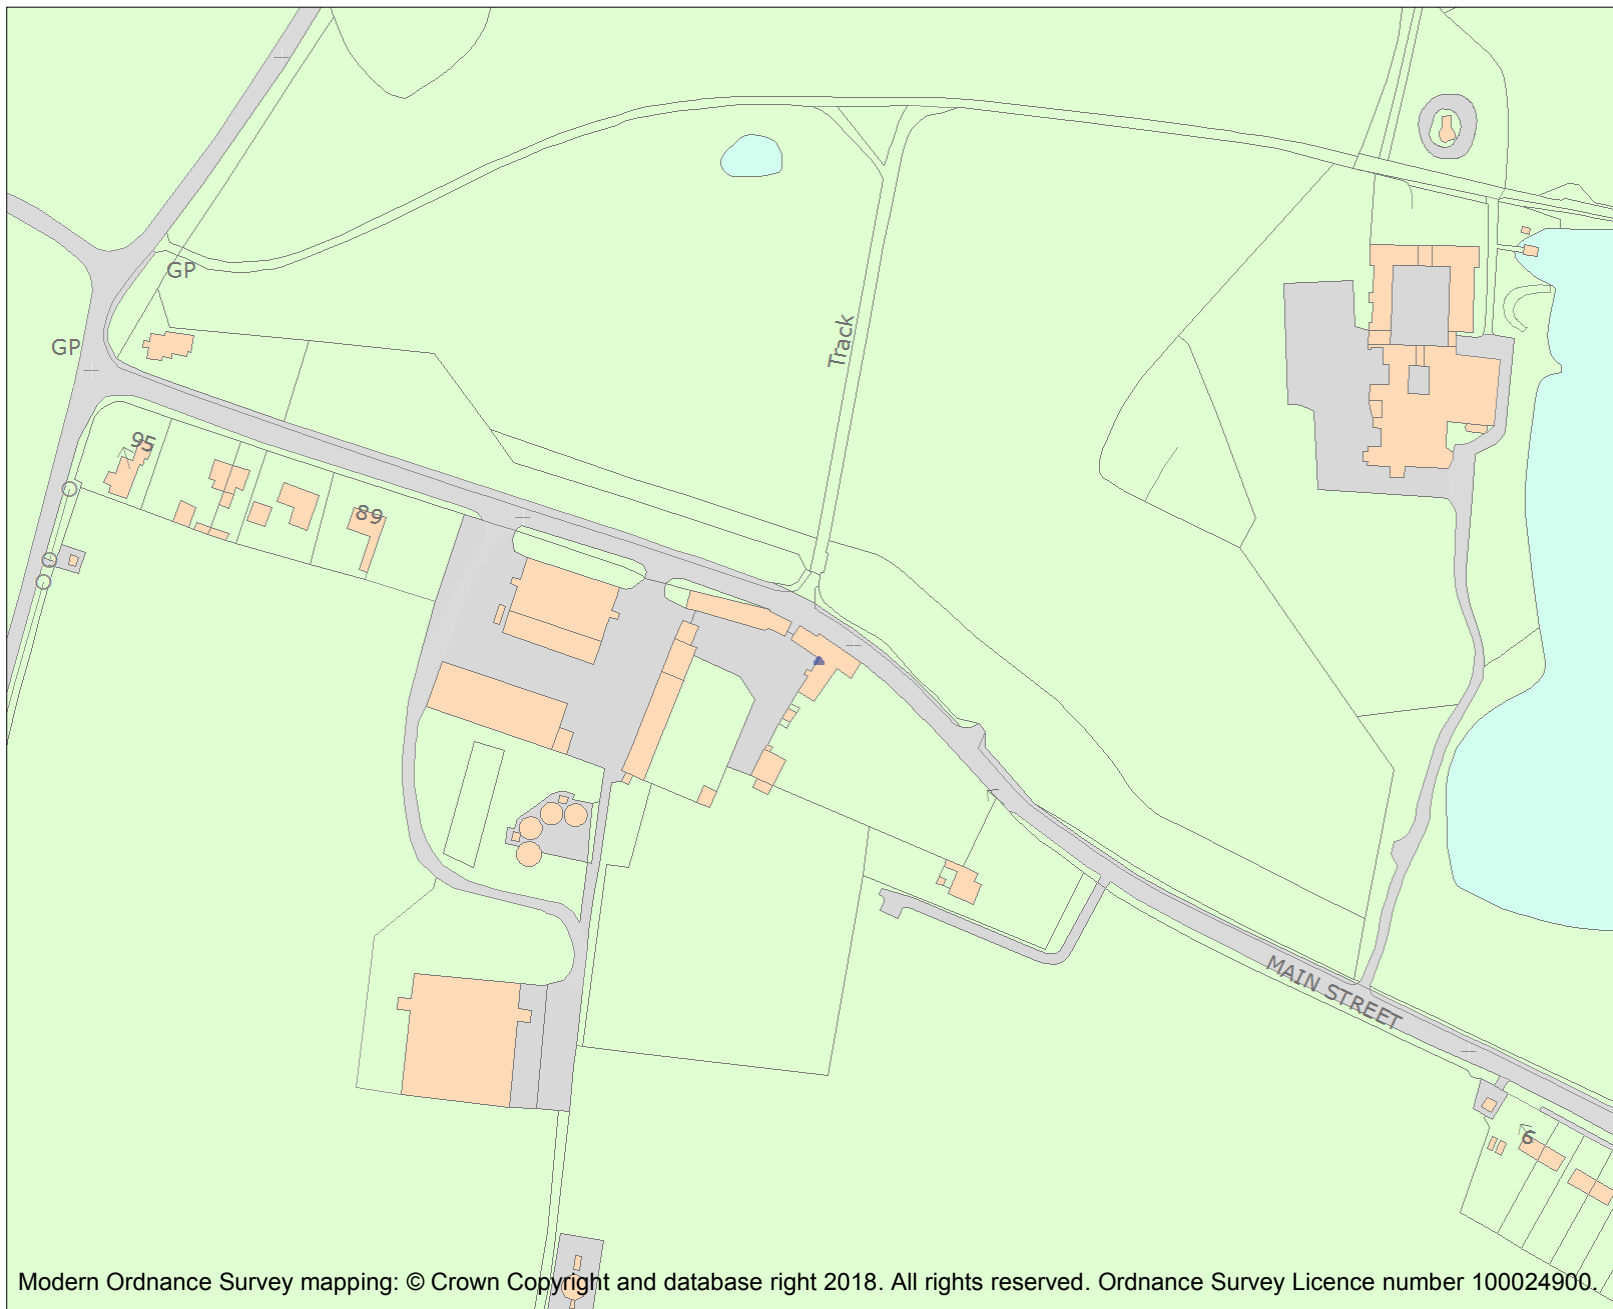 GP
GP
Track
95
89
MAIN STREET
6
Modern Ordnance Survey mapping: © Crown Copyright and database right 2018. All rights reserved. Ordnance Survey Licence number 100024900.